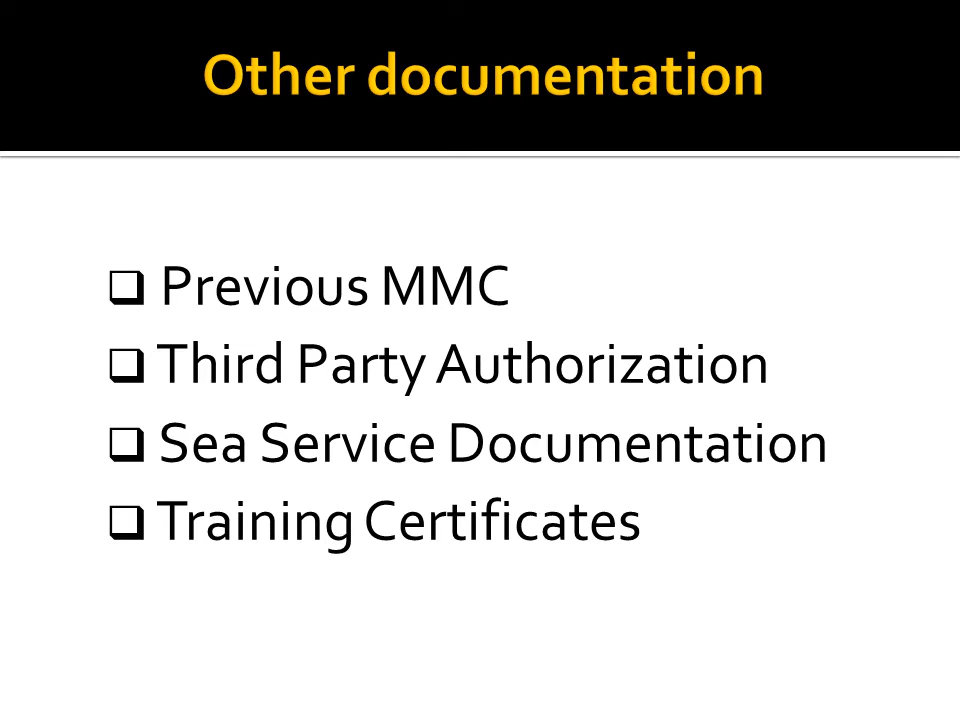 Other documentation
❑ Previous MMC
❑ Third Party Authorization
❑ Sea Service Documentation
❑ Training Certificates